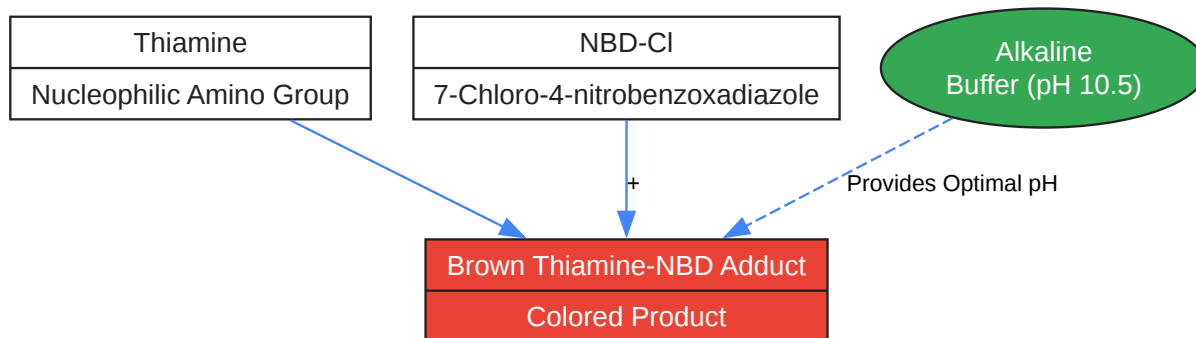 Thiamine
Nucleophilic Amino Group
NBD-Cl
7-Chloro-4-nitrobenzoxadiazole
Alkaline
Buffer (pH 10.5)
+
Provides Optimal pH
Brown Thiamine-NBD Adduct
Colored Product